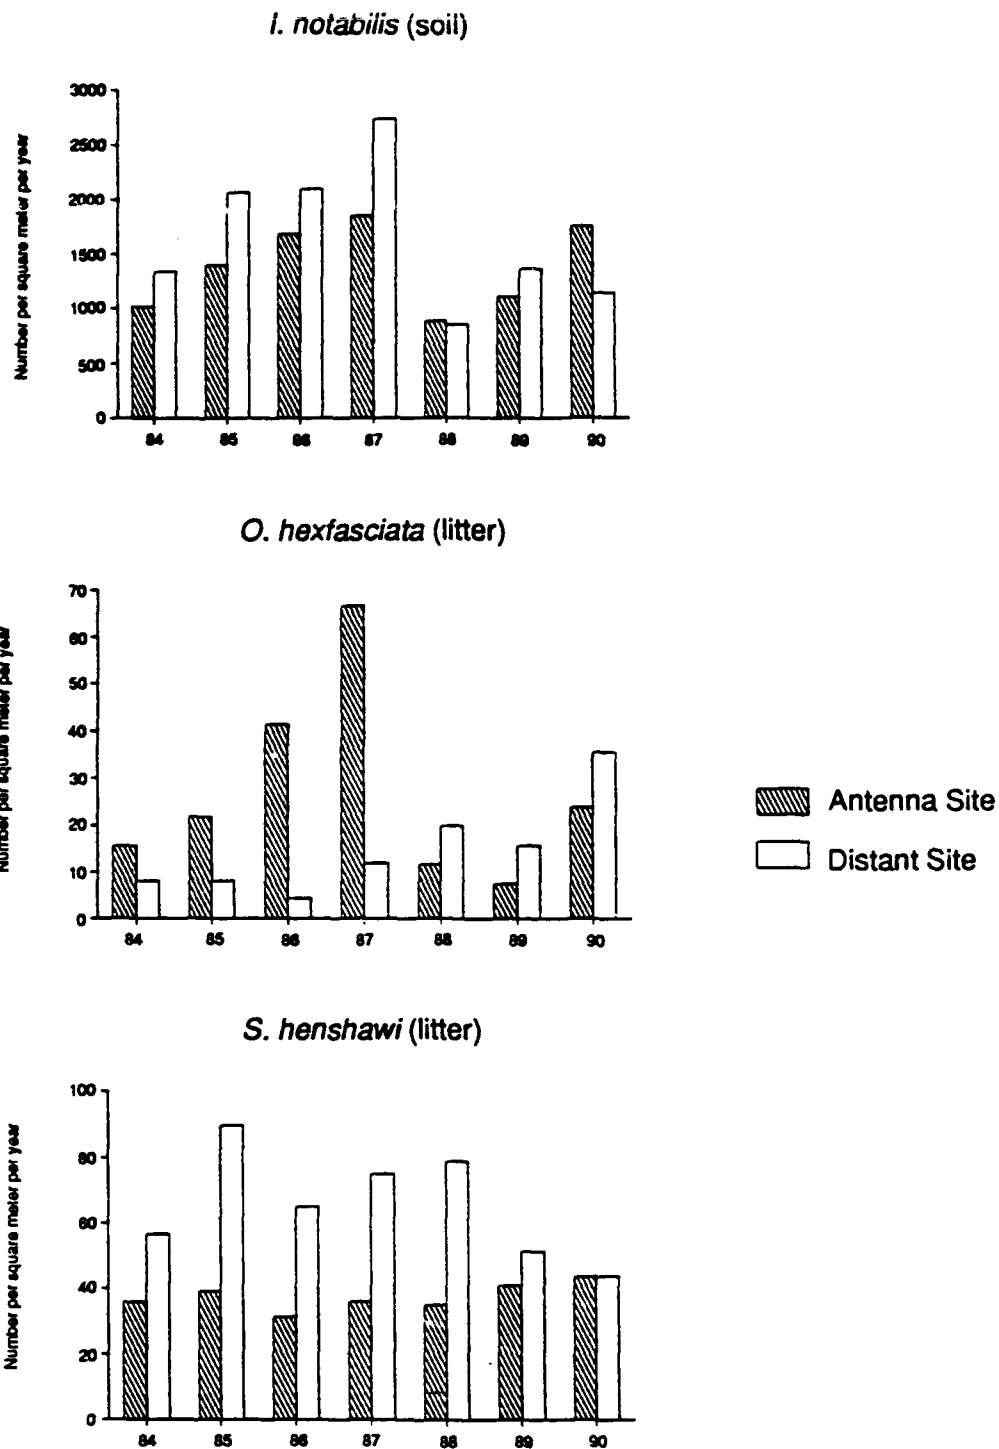 I. notabilis (soil)
Number per square meter per year
3000
2500
2000
1500
1000
500
0
84 85 86 87 88 89 90
O. hexfasciata (litter)
Number per square meter per year
70
60
50
40
30
20
10
0
84 85 86 87 88 89 90
Antenna Site
Distant Site
S. henshawi (litter)
Number per square meter per year
100
80
60
40
20
0
84 85 86 87 88 89 90